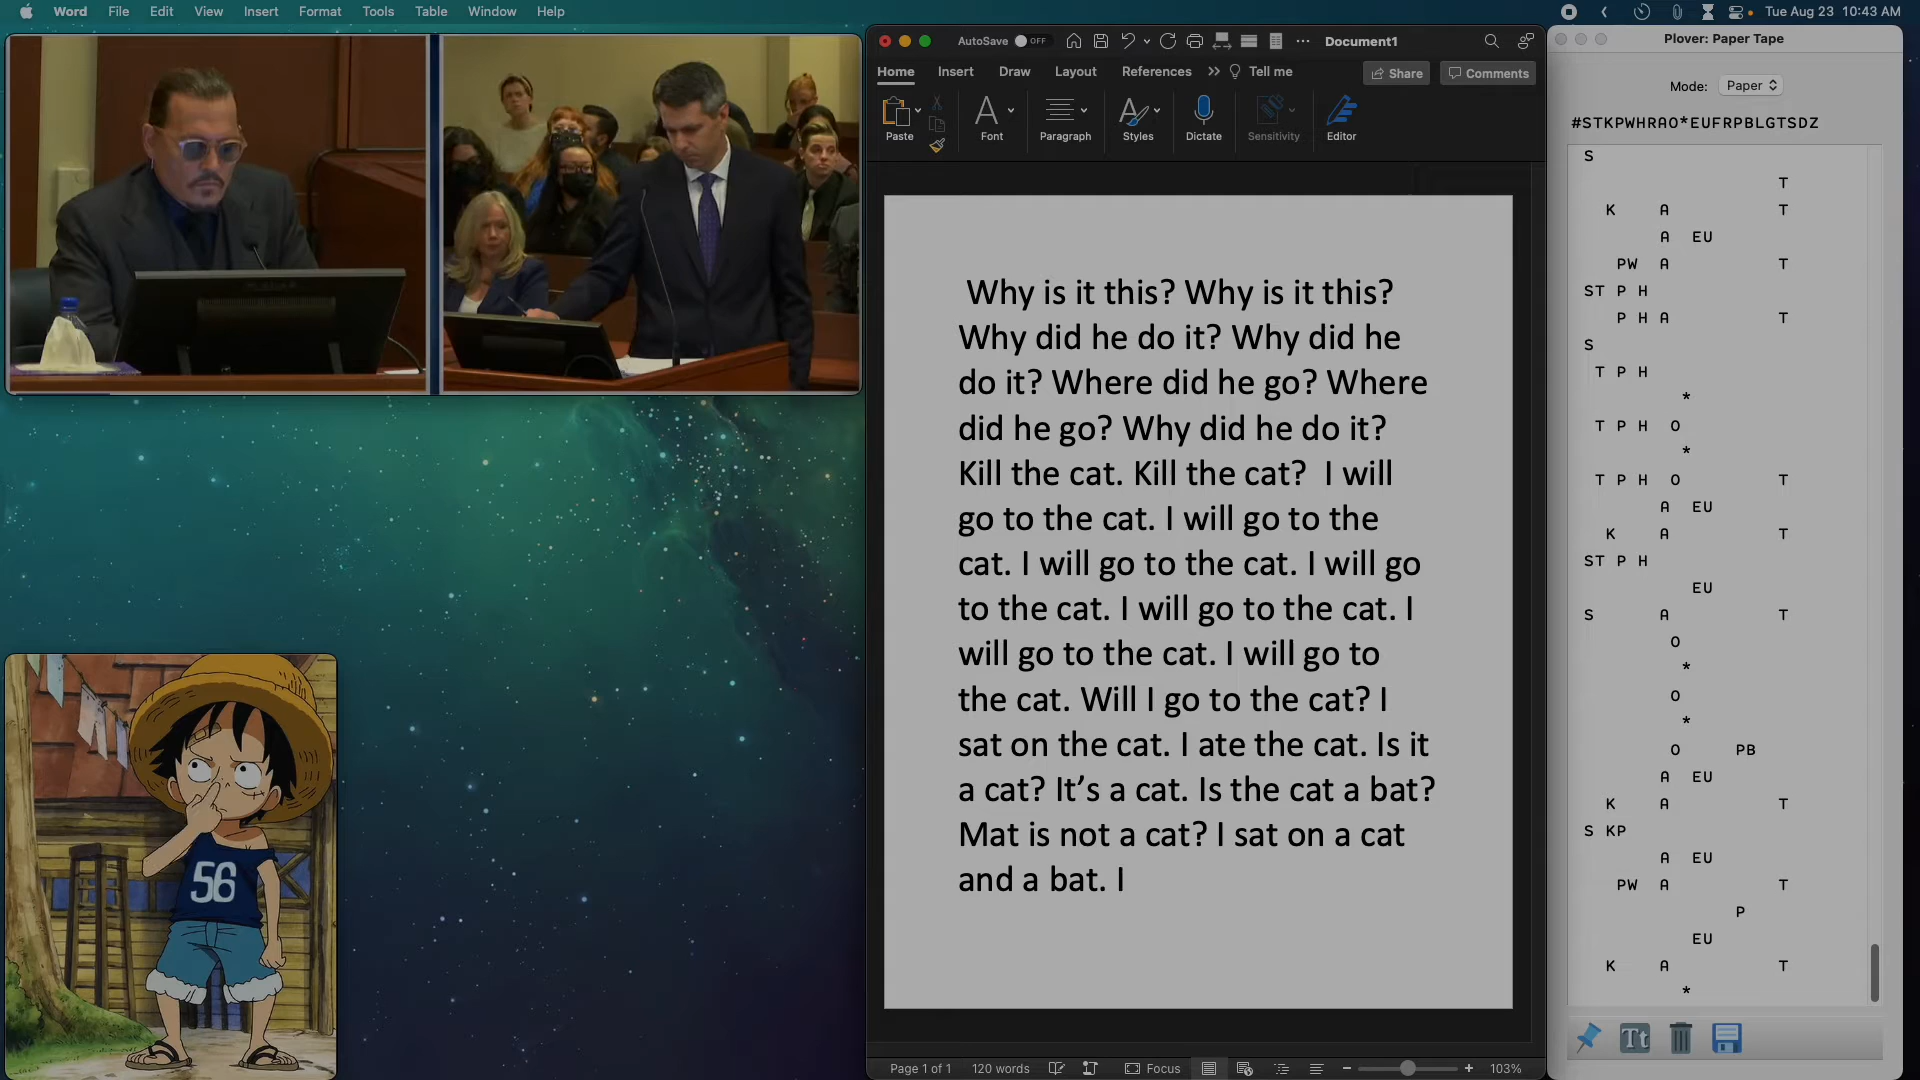 Word File Edit View Insert Format Tools Table Window Help
Tue Aug 23 10:43 AM
56
AutoSave OFF
Document1
Home Insert Draw Layout References Tell me
Share Comments
Paste Font Paragraph Styles Dictate Sensitivity Editor
Why is it this? Why is it this?
Why did he do it? Why did he
do it? Where did he go? Where
did he go? Why did he do it?
Kill the cat. Kill the cat? I will
go to the cat. I will go to the
cat. I will go to the cat. I will go
to the cat. I will go to the cat. I
will go to the cat. I will go to
the cat. Will I go to the cat? I
sat on the cat. I ate the cat. Is it
a cat? It’s a cat. Is the cat a bat?
Mat is not a cat? I sat on a cat
and a bat. I
Page 1 of 1 120 words Focus 103%
Plover: Paper Tape
Mode: Paper
#STKPWHRAO*EUFRPBLGTSDZ
S
T
K A T
A EU
PW A T
ST P H
P H A T
S
T P H
*
T P H O
*
T P H O T
A EU
K A T
ST P H
EU
S A T
O
*
O
*
O PB
A EU
K A T
S KP
A EU
PW A T
P
EU
K A T
*
Tt